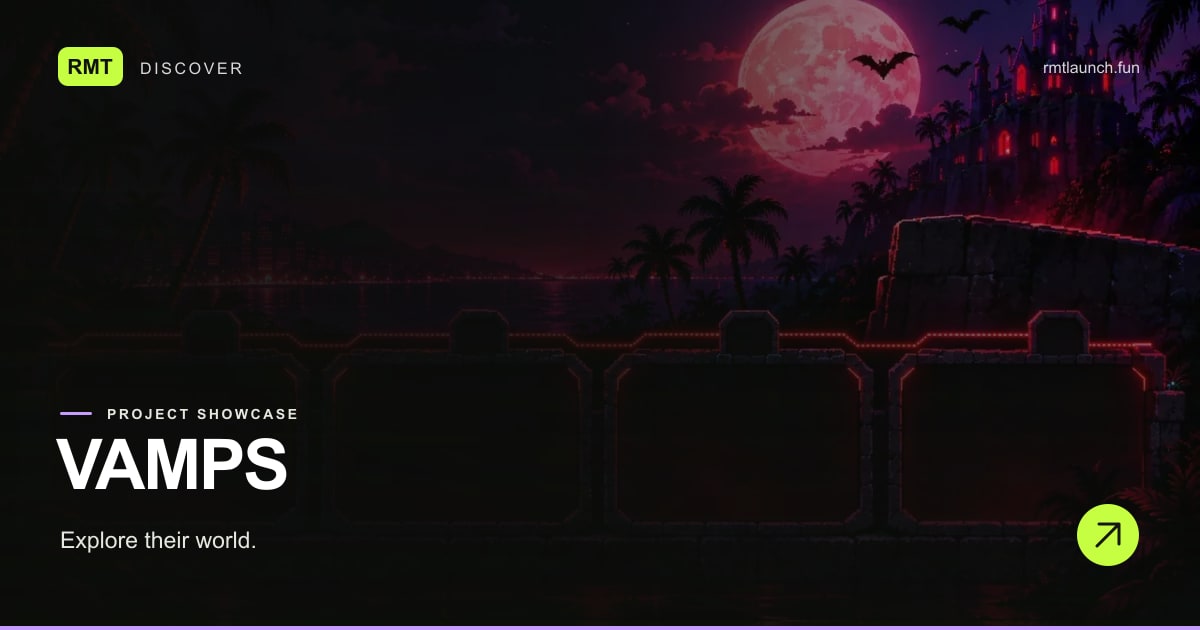 RMT DISCOVER
rmtlaunch.fun
PROJECT SHOWCASE
VAMPS
Explore their world.